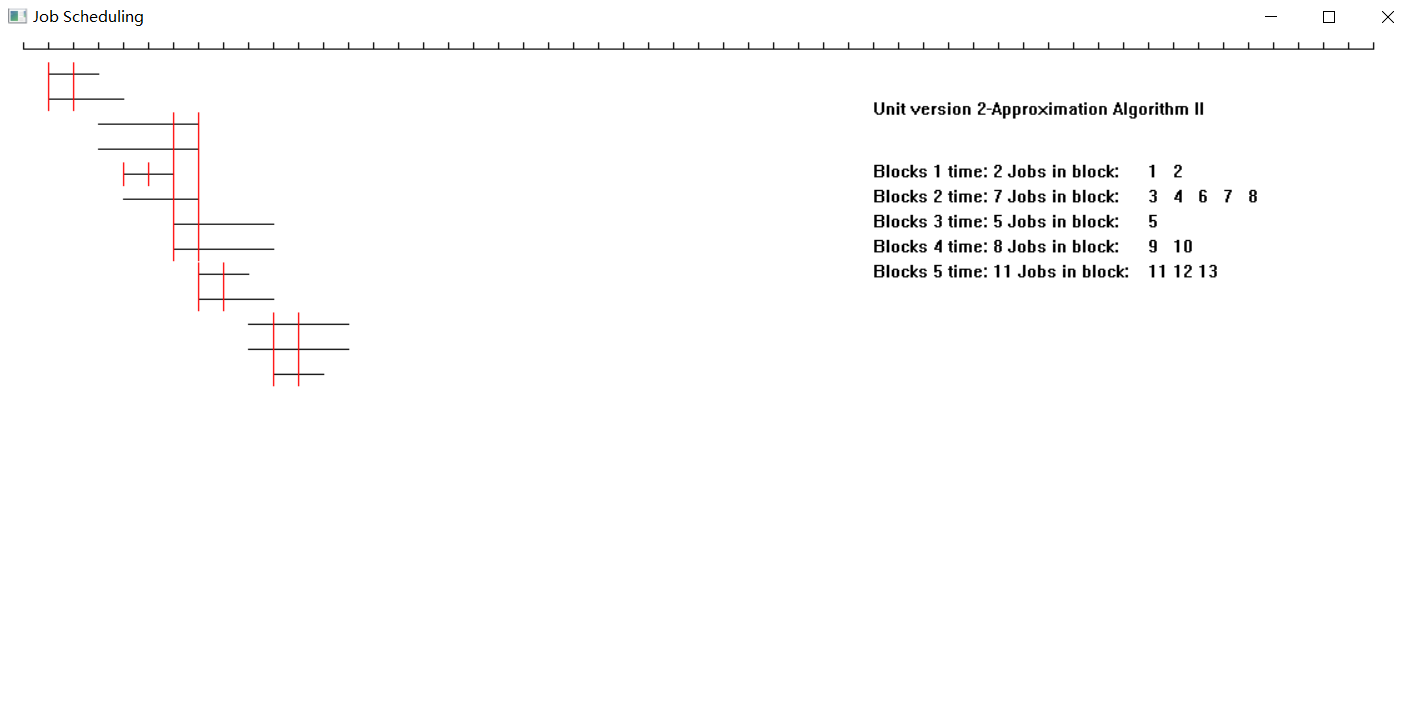 Job Scheduling
Unit version 2-Approximation Algorithm II
Blocks 1 time: 2 Jobs in block: 1 2
Blocks 2 time: 7 Jobs in block: 3 4 6 7 8
Blocks 3 time: 5 Jobs in block: 5
Blocks 4 time: 8 Jobs in block: 9 10
Blocks 5 time: 11 Jobs in block: 11 12 13